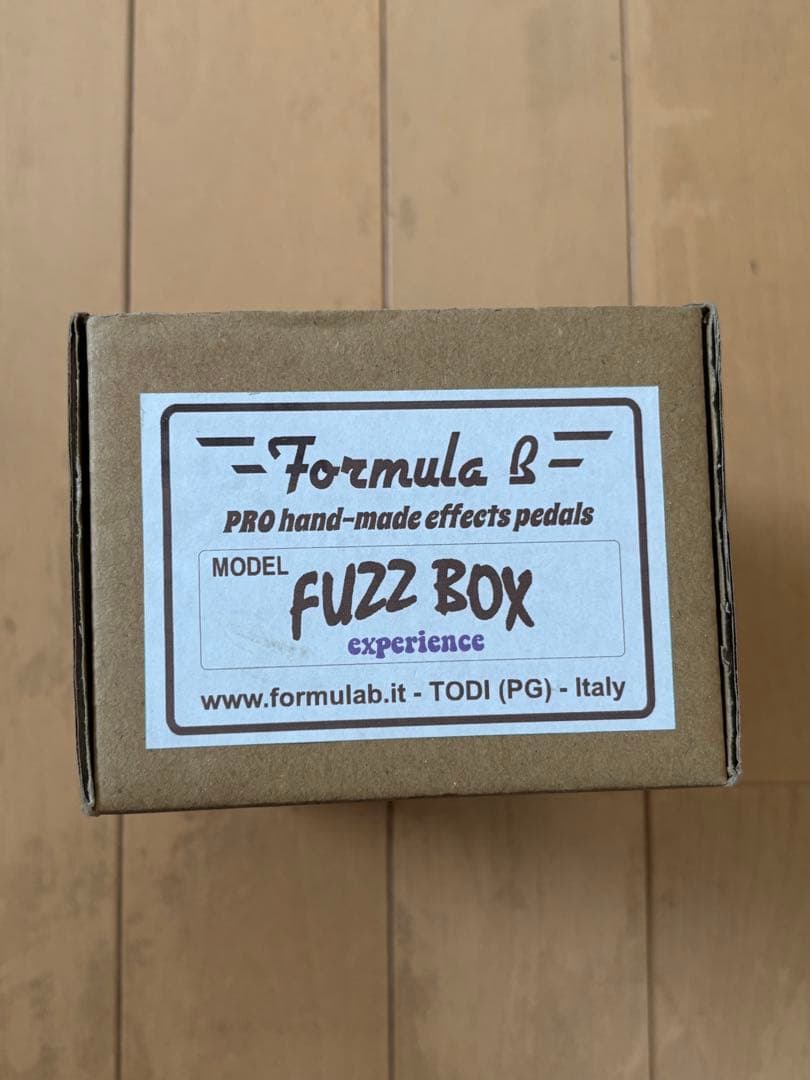 Formula B
PRO hand-made effects pedals
MODEL FUZZ BOX
experience
www.formulab.it - TODI (PG) - Italy